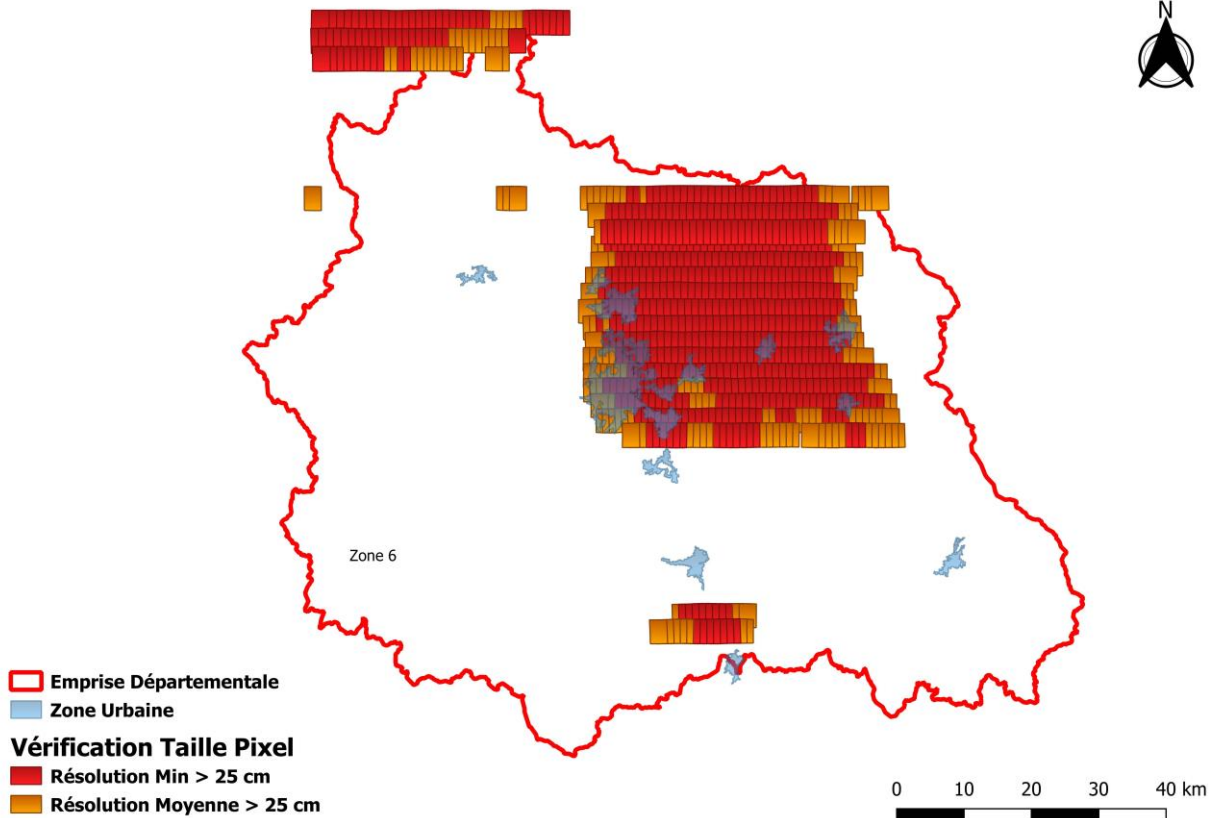 N
Zone 6
Emprise Départementale
Zone Urbaine
Vérification Taille Pixel
Résolution Min > 25 cm
Résolution Moyenne > 25 cm
0 10 20 30 40 km